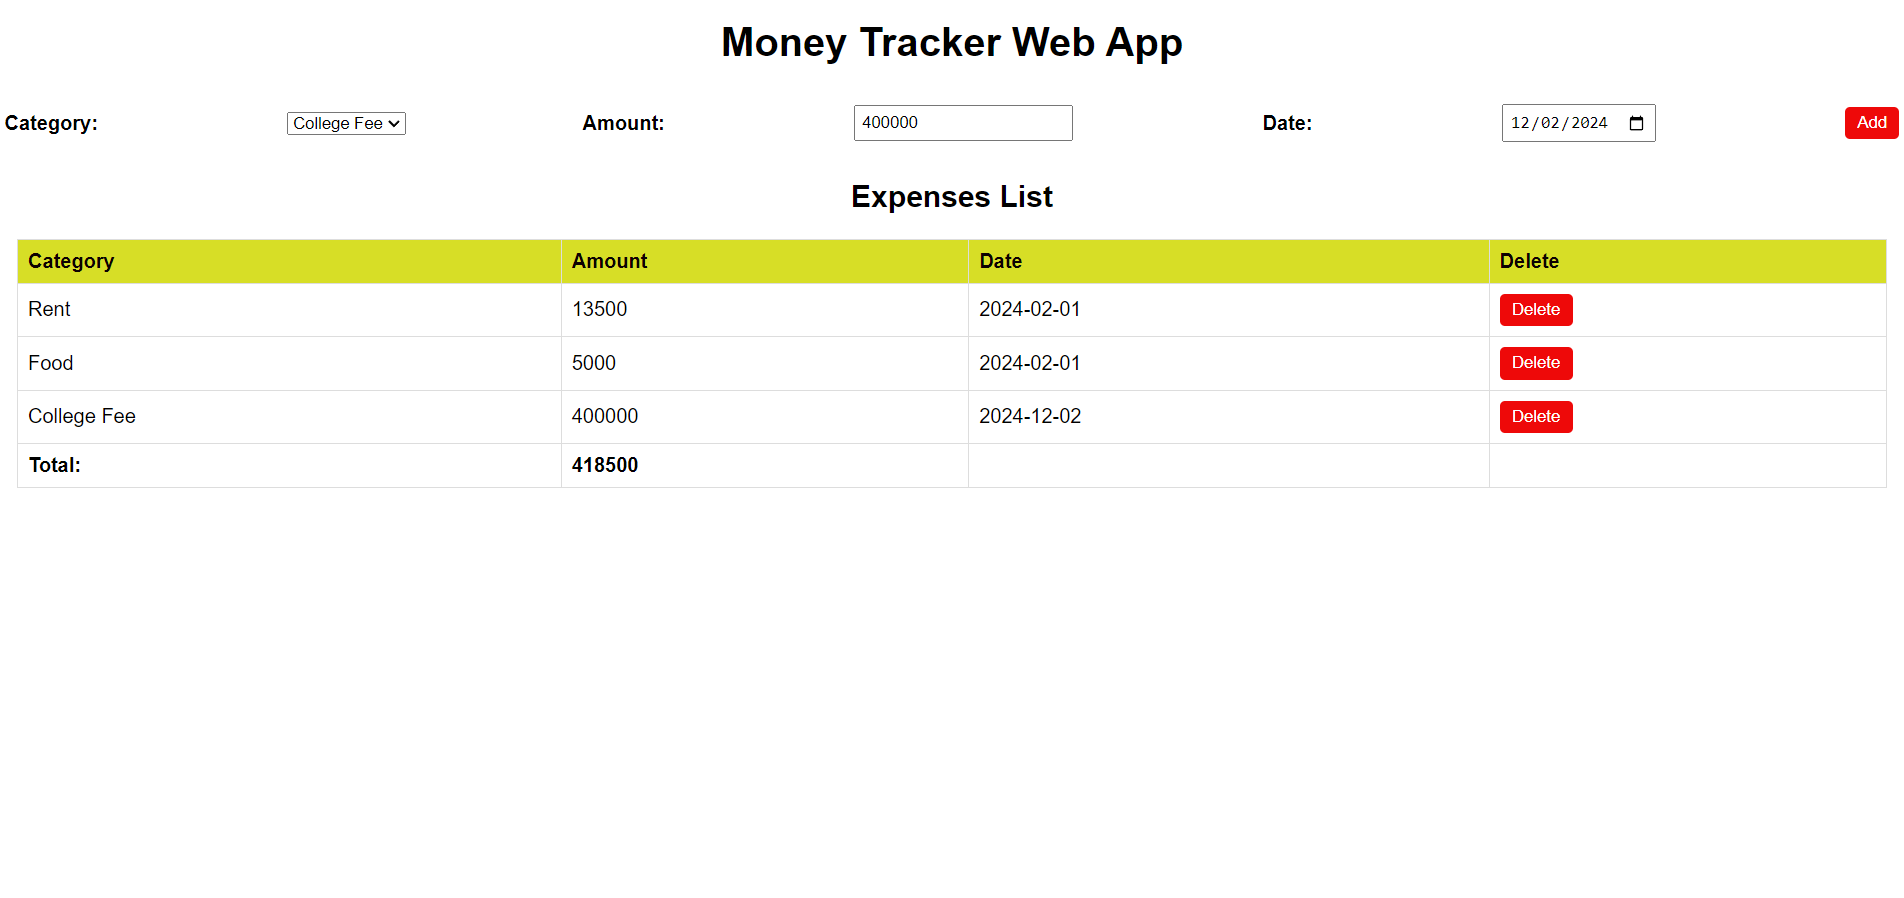 Money Tracker Web App
Category: College Fee Amount: 400000 Date: 12/02/2024 Add
Expenses List
Category Amount Date Delete
Rent 13500 2024-02-01 Delete
Food 5000 2024-02-01 Delete
College Fee 400000 2024-12-02 Delete
Total: 418500